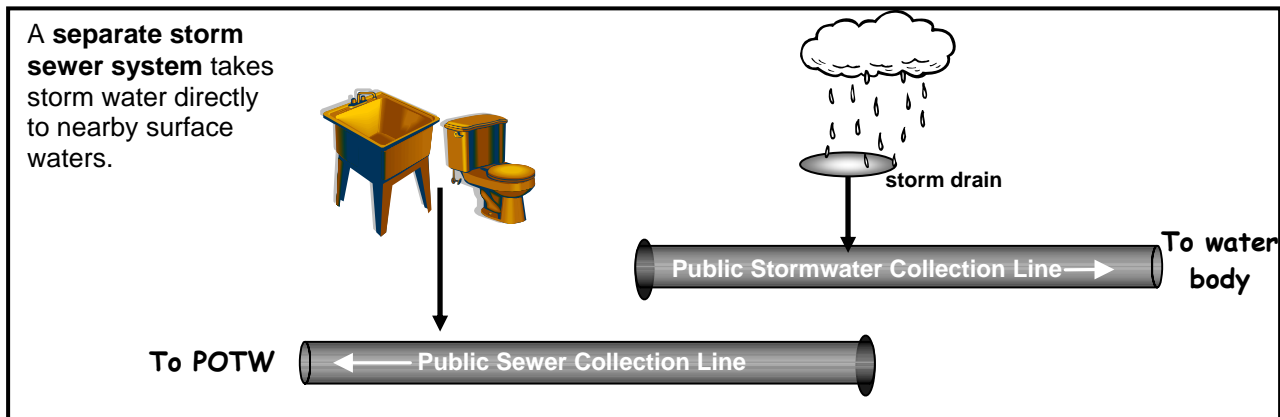 A separate storm
sewer system takes
storm water directly
to nearby surface
waters.
storm drain
Public Stormwater Collection Line
To water
body
To POTW
Public Sewer Collection Line